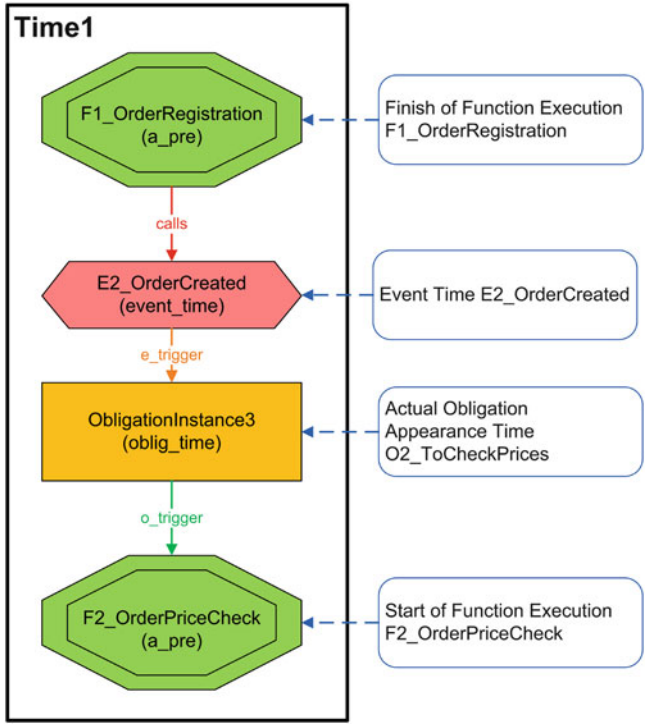 Time1
F1_OrderRegistration
(a_pre)
Finish of Function Execution
F1_OrderRegistration
calls
E2_OrderCreated
(event_time)
Event Time E2_OrderCreated
e_trigger
ObligationInstance3
(oblig_time)
Actual Obligation
Appearance Time
O2_ToCheckPrices
o_trigger
F2_OrderPriceCheck
(a_pre)
Start of Function Execution
F2_OrderPriceCheck